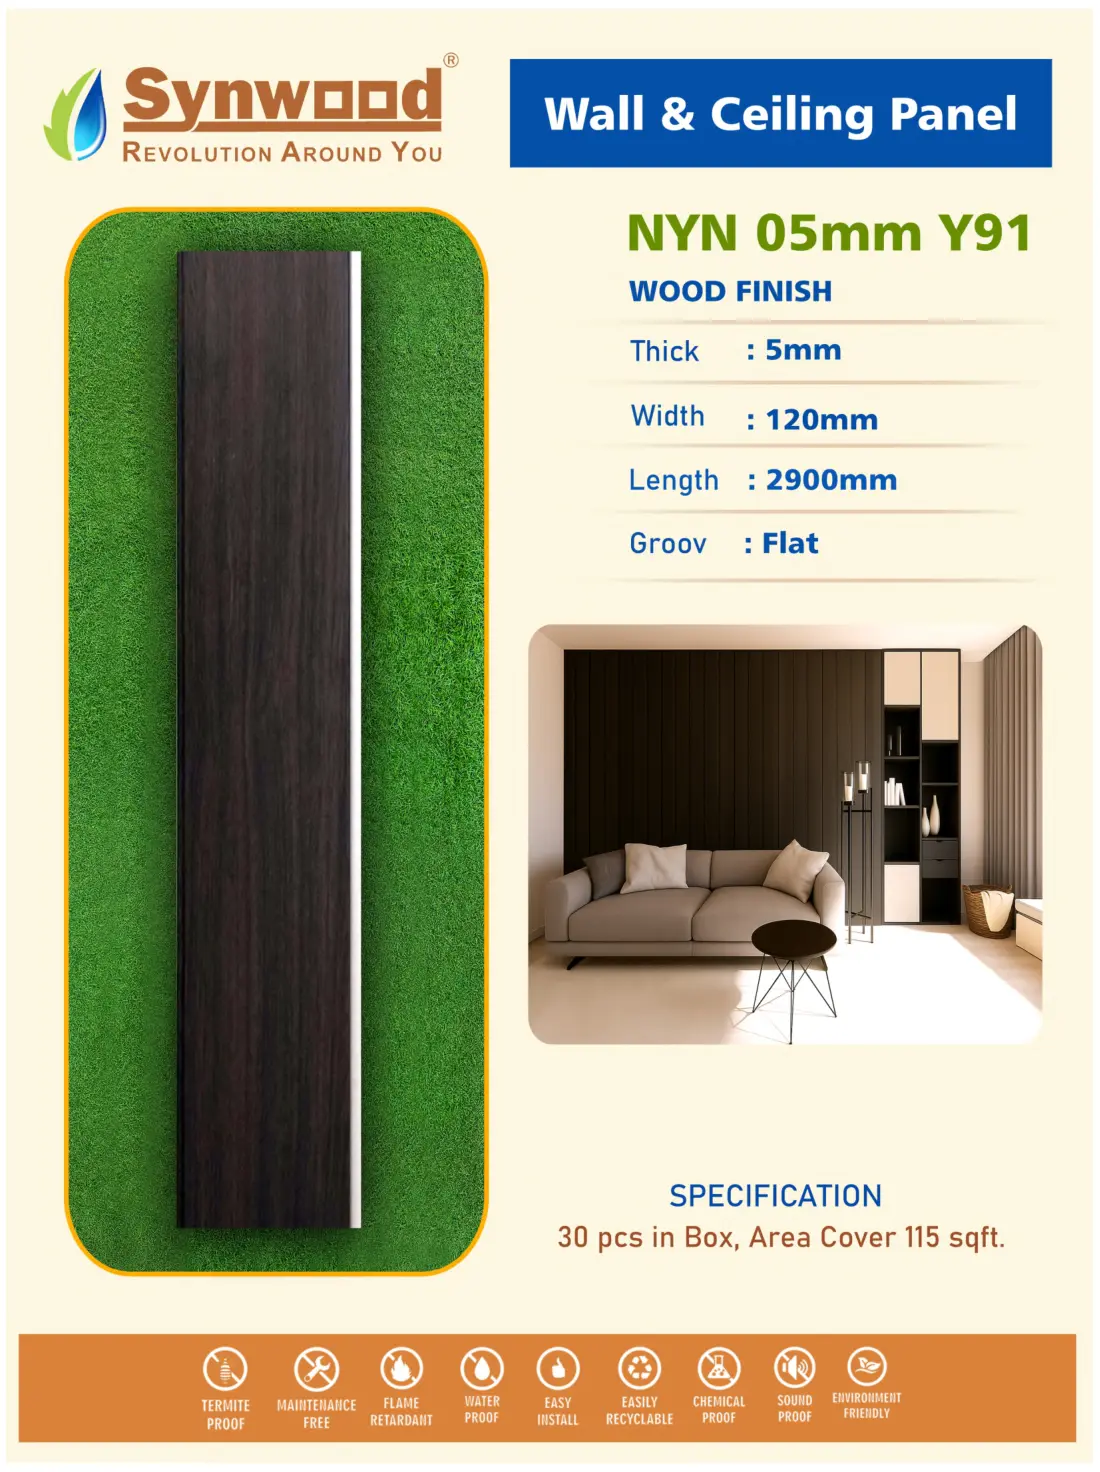 Synwood®
REVOLUTION AROUND YOU
Wall & Ceiling Panel
NYN 05mm Y91
WOOD FINISH
Thick : 5mm
Width : 120mm
Length : 2900mm
Groov : Flat
SPECIFICATION
30 pcs in Box, Area Cover 115 sqft.
TERMITE
PROOF
MAINTENANCE
FREE
FLAME
RETARDANT
WATER
PROOF
EASY
INSTALL
EASILY
RECYCLABLE
CHEMICAL
PROOF
SOUND
PROOF
ENVIRONMENT
FRIENDLY